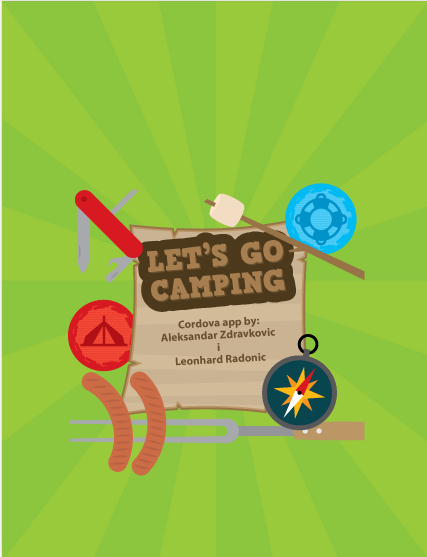 LET'S GO
CAMPING
Cordova app by:
Aleksandar Zdravkovic
i
Leonhard Radonic